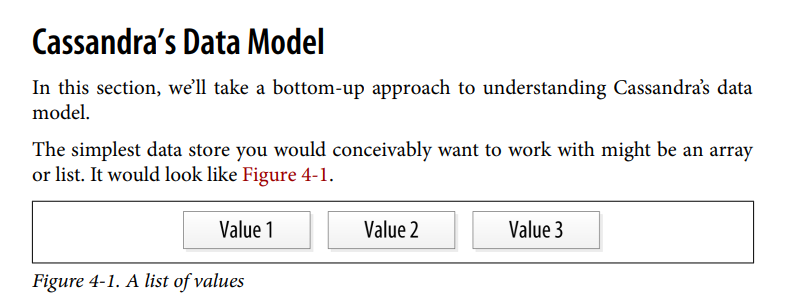 Cassandra’s Data Model
In this section, we’ll take a bottom-up approach to understanding Cassandra’s data
model.
The simplest data store you would conceivably want to work with might be an array
or list. It would look like Figure 4-1.
Value 1 Value 2 Value 3
Figure 4-1. A list of values